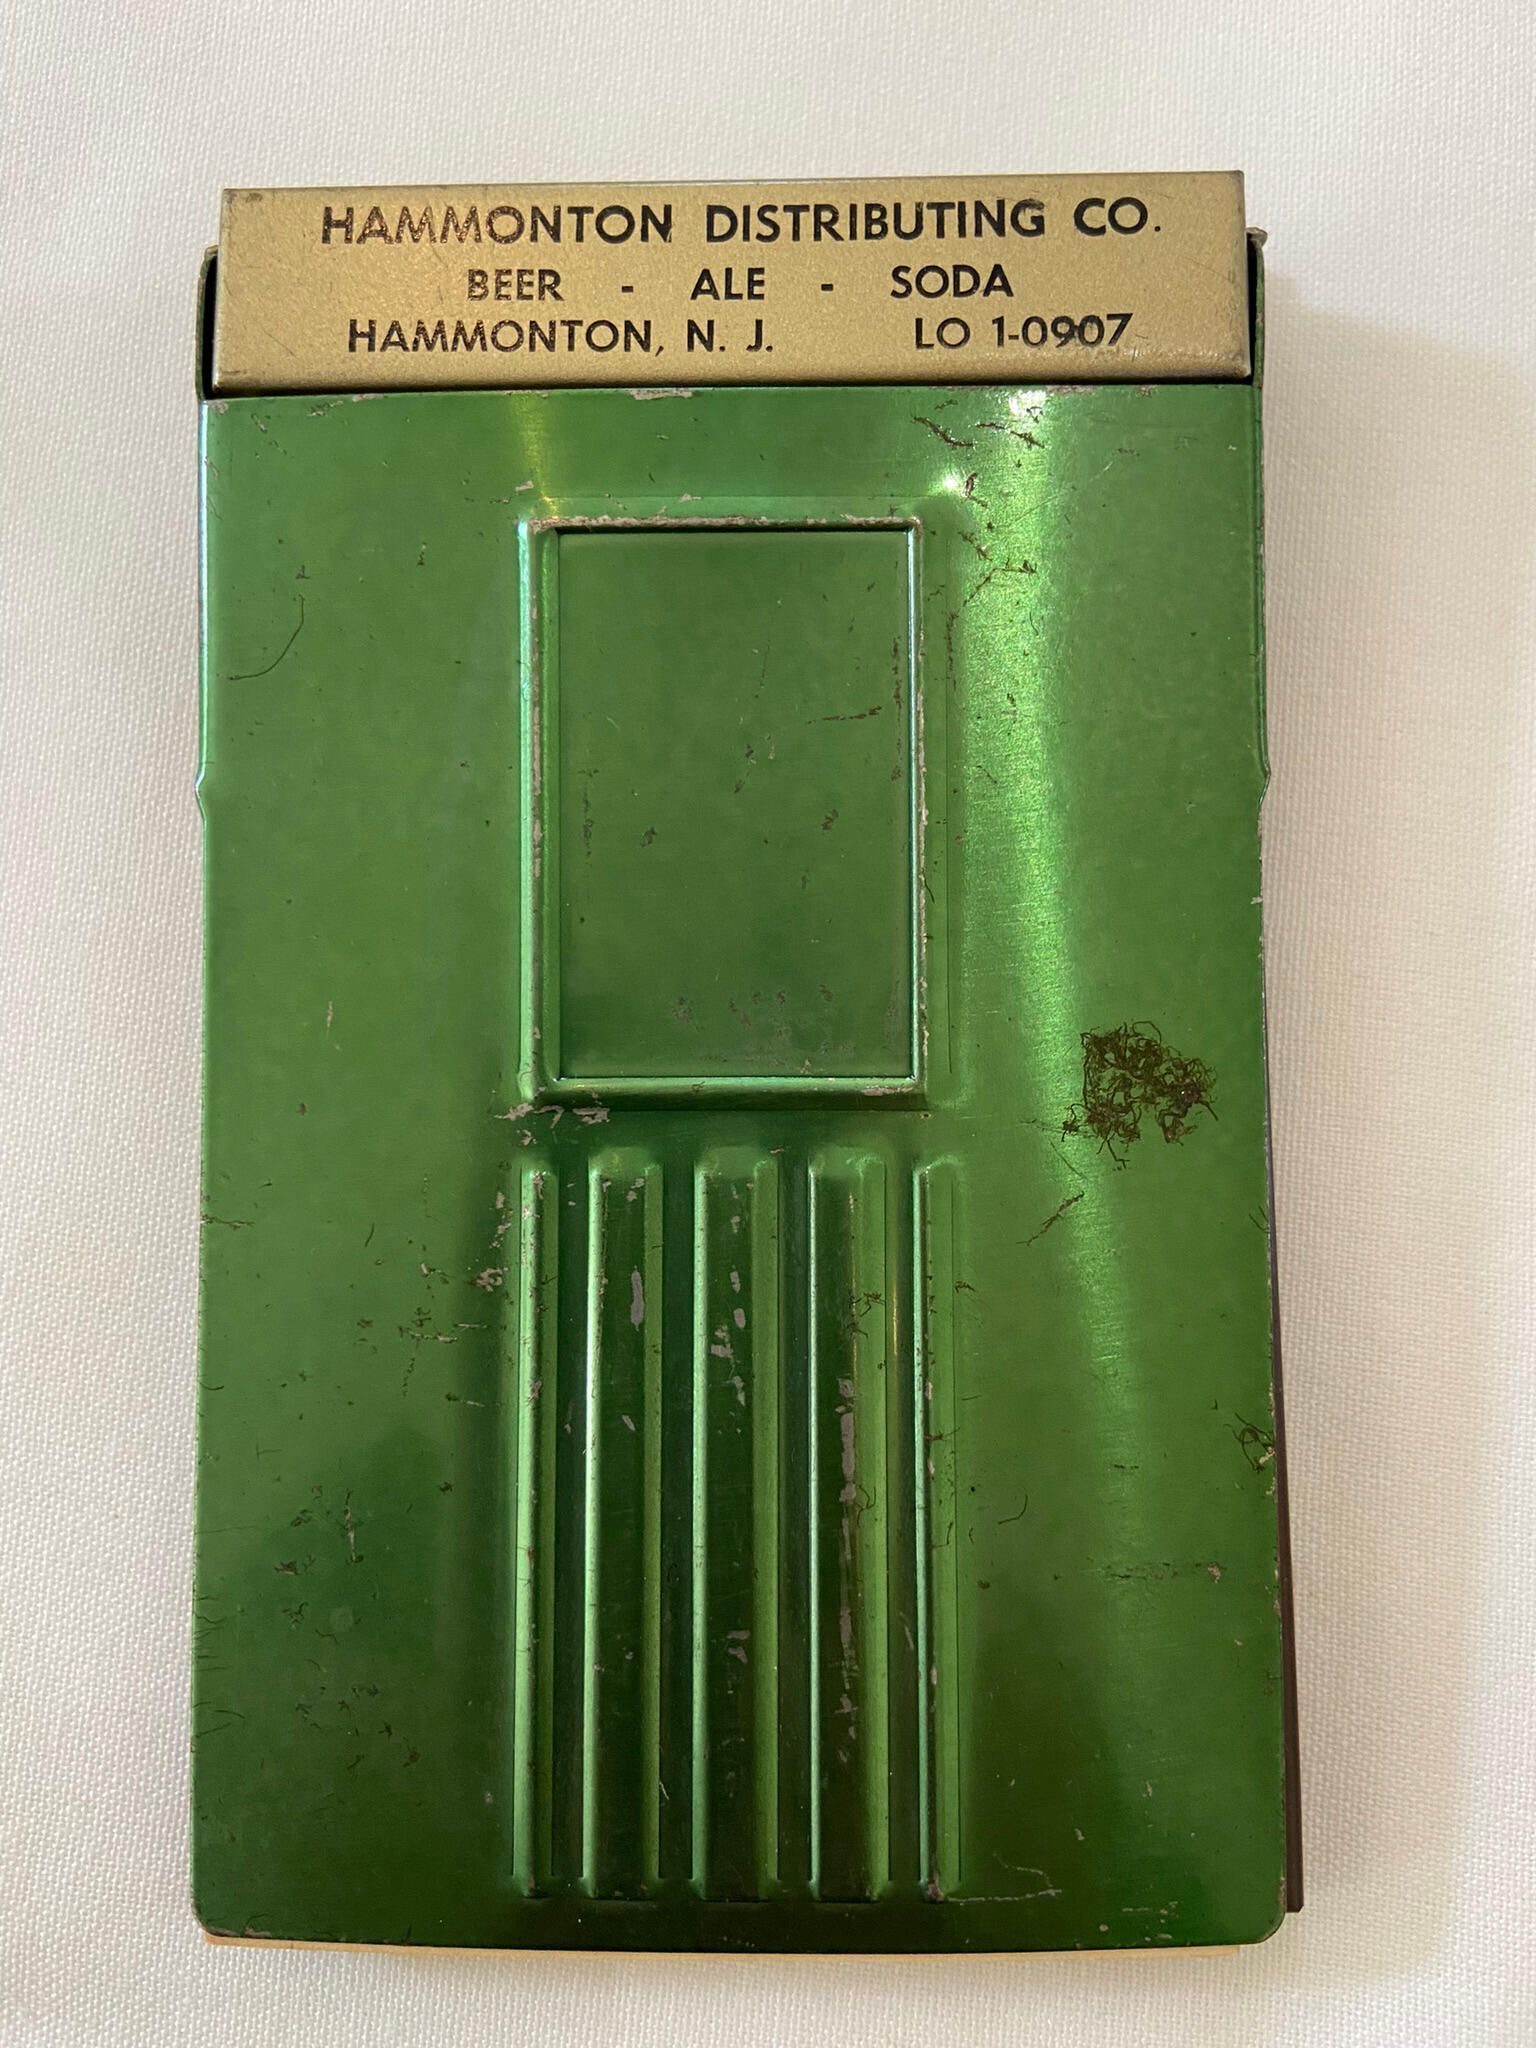 HAMMONTON DISTRIBUTING CO.
BEER - ALE - SODA
HAMMONTON, N. J. LO 1-0907